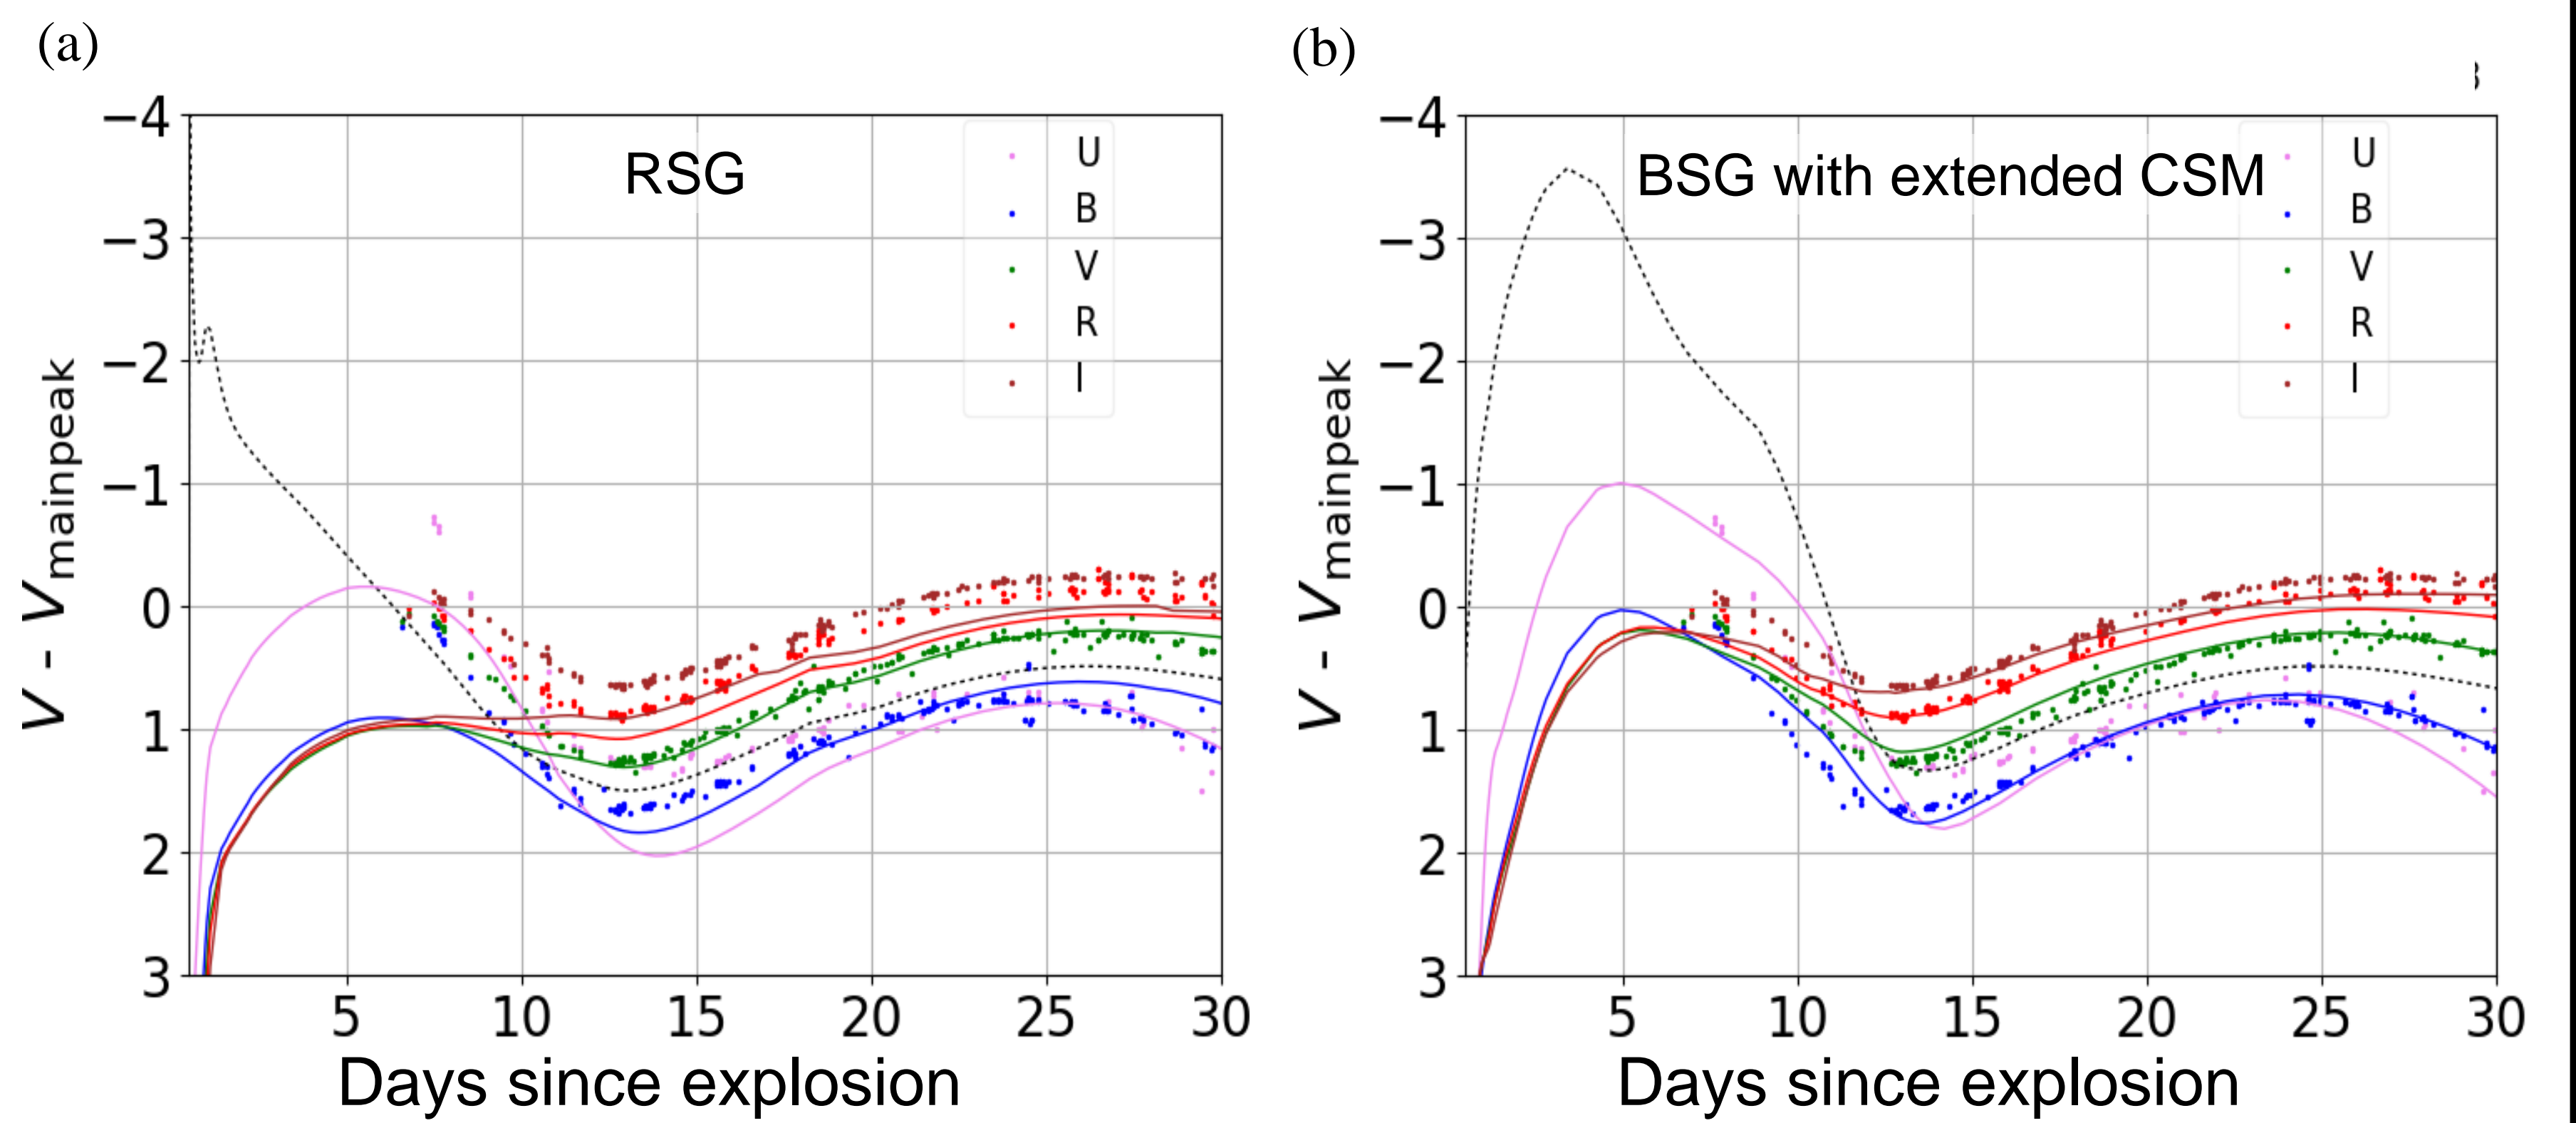 (a)
RSG
U
B
V
R
I
−4
−3
−2
−1
0
1
2
3
V - Vmainpeak
5 10 15 20 25 30
Days since explosion
(b)
BSG with extended CSM
U
B
V
R
I
−4
−3
−2
−1
0
1
2
3
V - Vmainpeak
5 10 15 20 25 30
Days since explosion